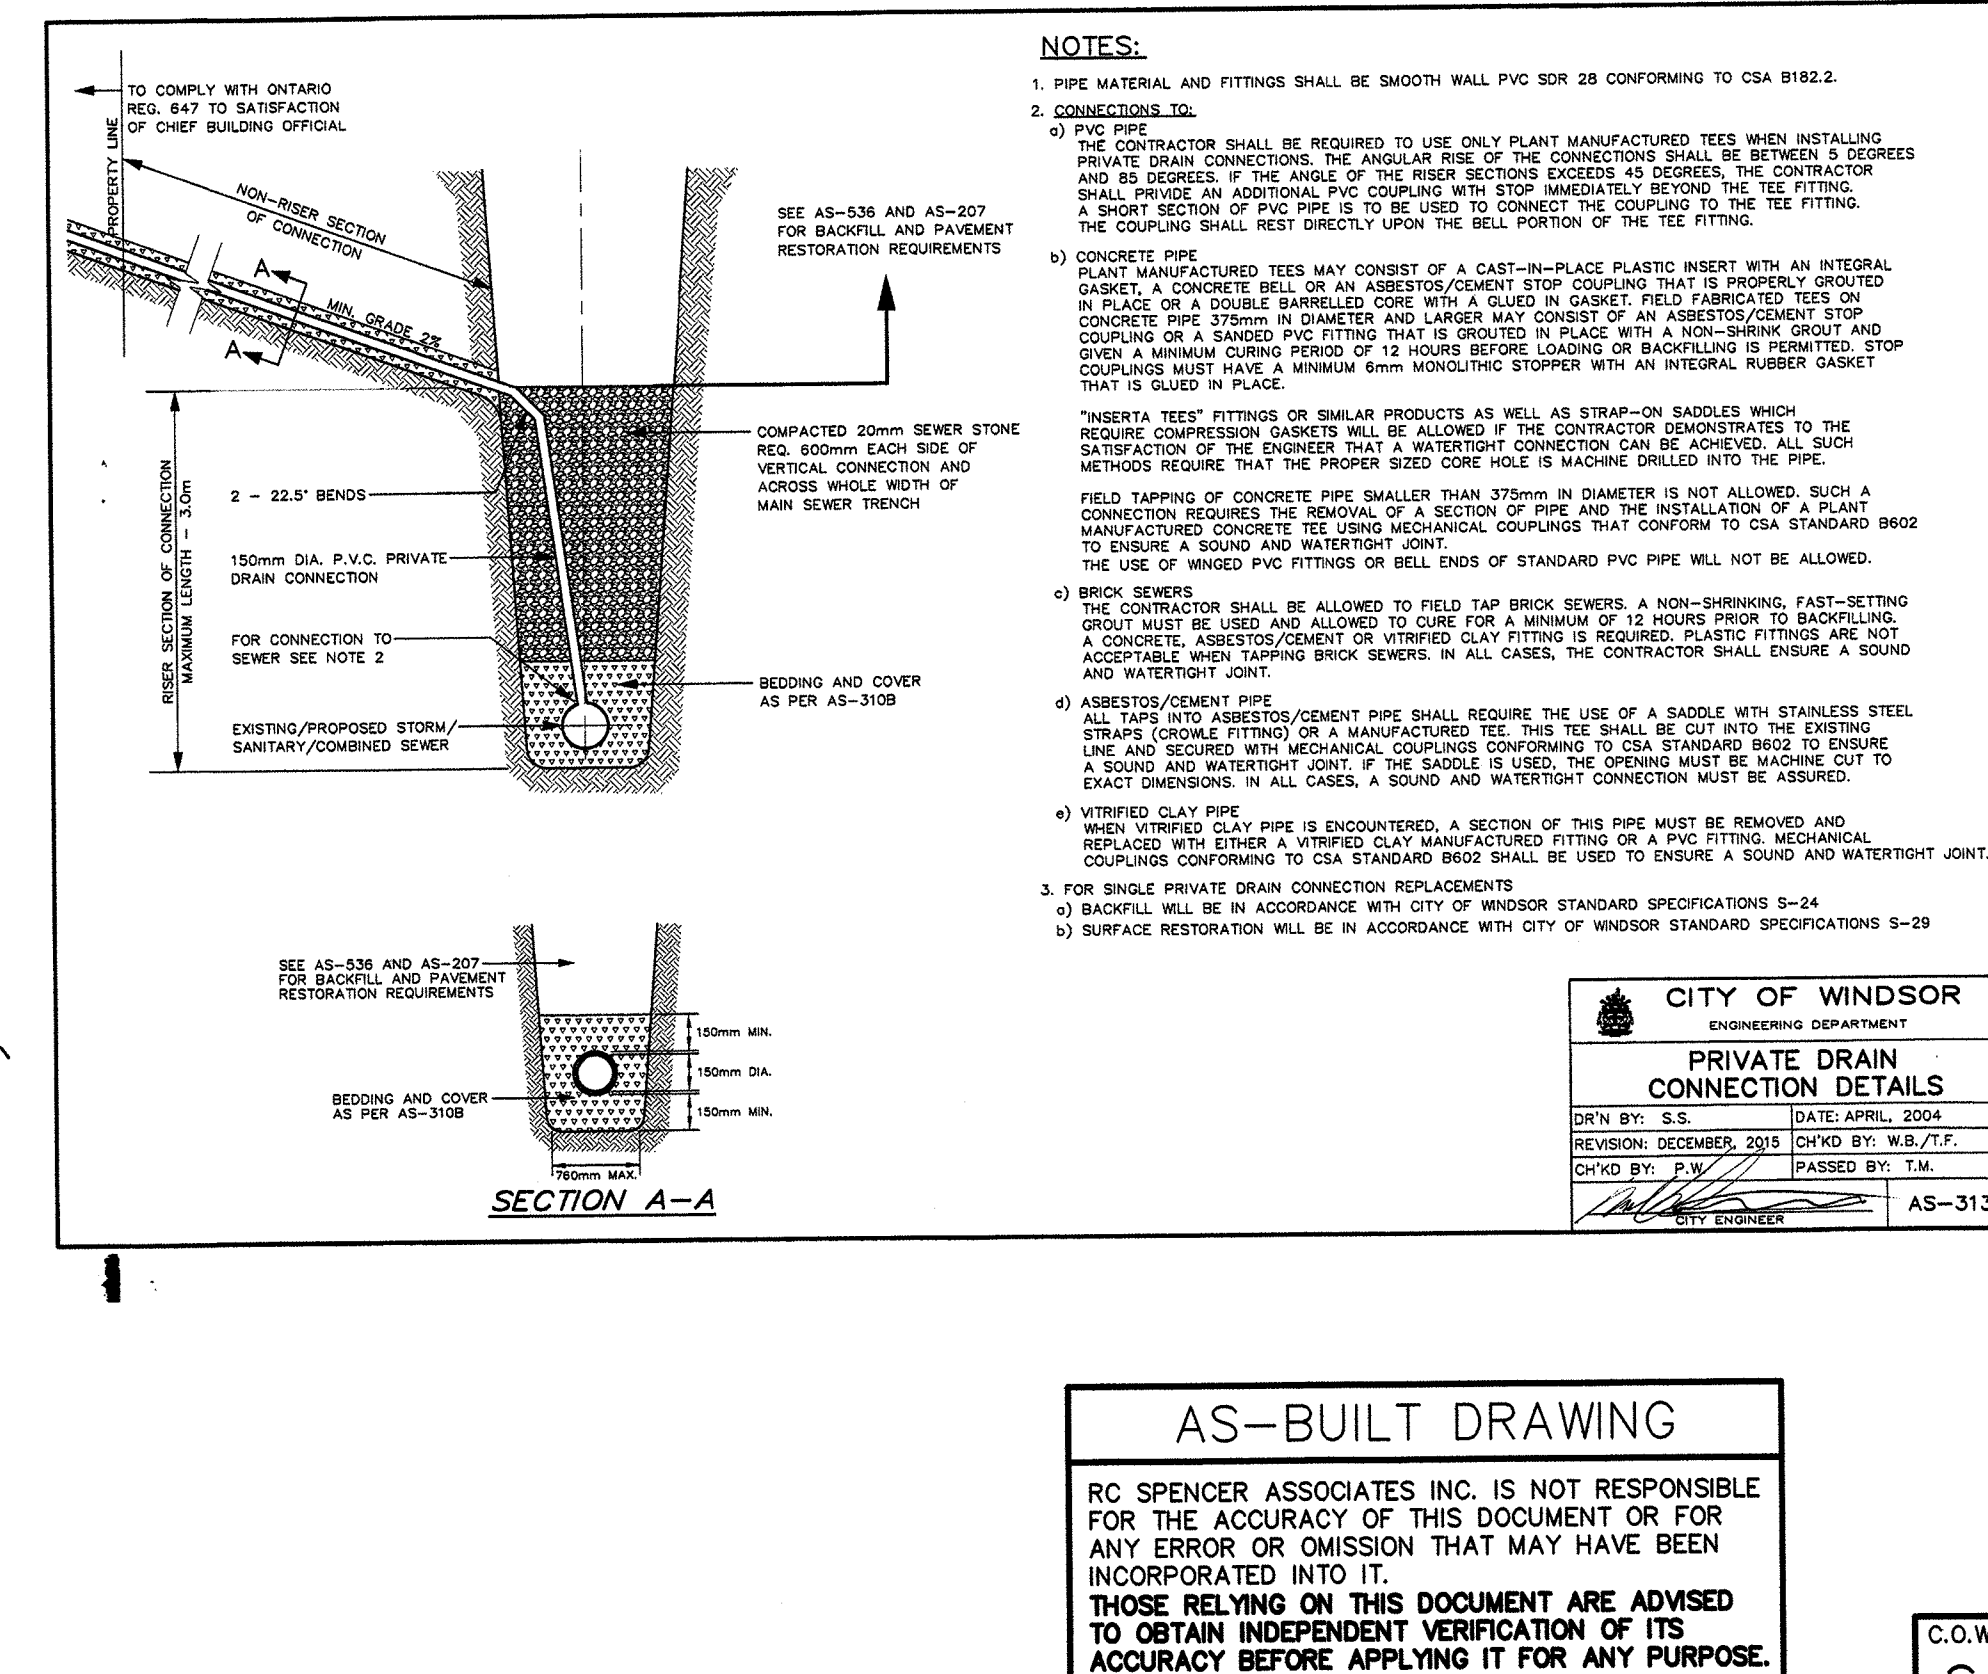 TO COMPLY WITH ONTARIO
REG. 647 TO SATISFACTION
OF CHIEF BUILDING OFFICIAL
PROPERTY LINE
NON-RISER SECTION
OF CONNECTION
A
A
MIN. GRADE 2%
SEE AS-536 AND AS-207
FOR BACKFILL AND PAVEMENT
RESTORATION REQUIREMENTS
RISER SECTION OF CONNECTION
MAXIMUM LENGTH - 3.0m
COMPACTED 20mm SEWER STONE
REQ. 600mm EACH SIDE OF
VERTICAL CONNECTION AND
ACROSS WHOLE WIDTH OF
MAIN SEWER TRENCH
2 - 22.5° BENDS
150mm DIA. P.V.C. PRIVATE
DRAIN CONNECTION
FOR CONNECTION TO
SEWER SEE NOTE 2
BEDDING AND COVER
AS PER AS-310B
EXISTING/PROPOSED STORM/
SANITARY/COMBINED SEWER
SEE AS-536 AND AS-207
FOR BACKFILL AND PAVEMENT
RESTORATION REQUIREMENTS
150mm MIN.
150mm DIA.
150mm MIN.
BEDDING AND COVER
AS PER AS-310B
760mm MAX.
SECTION A-A
NOTES:
1. PIPE MATERIAL AND FITTINGS SHALL BE SMOOTH WALL PVC SDR 28 CONFORMING TO CSA B182.2.
2. CONNECTIONS TO:
a) PVC PIPE
THE CONTRACTOR SHALL BE REQUIRED TO USE ONLY PLANT MANUFACTURED TEES WHEN INSTALLING
PRIVATE DRAIN CONNECTIONS. THE ANGULAR RISE OF THE CONNECTIONS SHALL BE BETWEEN 5 DEGREES
AND 85 DEGREES. IF THE ANGLE OF THE RISER SECTIONS EXCEEDS 45 DEGREES, THE CONTRACTOR
SHALL PRIVIDE AN ADDITIONAL PVC COUPLING WITH STOP IMMEDIATELY BEYOND THE TEE FITTING.
A SHORT SECTION OF PVC PIPE IS TO BE USED TO CONNECT THE COUPLING TO THE TEE FITTING.
THE COUPLING SHALL REST DIRECTLY UPON THE BELL PORTION OF THE TEE FITTING.
b) CONCRETE PIPE
PLANT MANUFACTURED TEES MAY CONSIST OF A CAST-IN-PLACE PLASTIC INSERT WITH AN INTEGRAL
GASKET, A CONCRETE BELL OR AN ASBESTOS/CEMENT STOP COUPLING THAT IS PROPERLY GROUTED
IN PLACE OR A DOUBLE BARRELLED CORE WITH A GLUED IN GASKET. FIELD FABRICATED TEES ON
CONCRETE PIPE 375mm IN DIAMETER AND LARGER MAY CONSIST OF AN ASBESTOS/CEMENT STOP
COUPLING OR A SANDED PVC FITTING THAT IS GROUTED IN PLACE WITH A NON-SHRINK GROUT AND
GIVEN A MINIMUM CURING PERIOD OF 12 HOURS BEFORE LOADING OR BACKFILLING IS PERMITTED. STOP
COUPLINGS MUST HAVE A MINIMUM 6mm MONOLITHIC STOPPER WITH AN INTEGRAL RUBBER GASKET
THAT IS GLUED IN PLACE.
"INSERTA TEES" FITTINGS OR SIMILAR PRODUCTS AS WELL AS STRAP-ON SADDLES WHICH
REQUIRE COMPRESSION GASKETS WILL BE ALLOWED IF THE CONTRACTOR DEMONSTRATES TO THE
SATISFACTION OF THE ENGINEER THAT A WATERTIGHT CONNECTION CAN BE ACHIEVED. ALL SUCH
METHODS REQUIRE THAT THE PROPER SIZED CORE HOLE IS MACHINE DRILLED INTO THE PIPE.
FIELD TAPPING OF CONCRETE PIPE SMALLER THAN 375mm IN DIAMETER IS NOT ALLOWED. SUCH A
CONNECTION REQUIRES THE REMOVAL OF A SECTION OF PIPE AND THE INSTALLATION OF A PLANT
MANUFACTURED CONCRETE TEE USING MECHANICAL COUPLINGS THAT CONFORM TO CSA STANDARD B602
TO ENSURE A SOUND AND WATERTIGHT JOINT.
THE USE OF WINGED PVC FITTINGS OR BELL ENDS OF STANDARD PVC PIPE WILL NOT BE ALLOWED.
c) BRICK SEWERS
THE CONTRACTOR SHALL BE ALLOWED TO FIELD TAP BRICK SEWERS. A NON-SHRINKING, FAST-SETTING
GROUT MUST BE USED AND ALLOWED TO CURE FOR A MINIMUM OF 12 HOURS PRIOR TO BACKFILLING.
A CONCRETE, ASBESTOS/CEMENT OR VITRIFIED CLAY FITTING IS REQUIRED. PLASTIC FITTINGS ARE NOT
ACCEPTABLE WHEN TAPPING BRICK SEWERS. IN ALL CASES, THE CONTRACTOR SHALL ENSURE A SOUND
AND WATERTIGHT JOINT.
d) ASBESTOS/CEMENT PIPE
ALL TAPS INTO ASBESTOS/CEMENT PIPE SHALL REQUIRE THE USE OF A SADDLE WITH STAINLESS STEEL
STRAPS (CROWLE FITTING) OR A MANUFACTURED TEE. THIS TEE SHALL BE CUT INTO THE EXISTING
LINE AND SECURED WITH MECHANICAL COUPLINGS CONFORMING TO CSA STANDARD B602 TO ENSURE
A SOUND AND WATERTIGHT JOINT. IF THE SADDLE IS USED, THE OPENING MUST BE MACHINE CUT TO
EXACT DIMENSIONS. IN ALL CASES, A SOUND AND WATERTIGHT CONNECTION MUST BE ASSURED.
e) VITRIFIED CLAY PIPE
WHEN VITRIFIED CLAY PIPE IS ENCOUNTERED, A SECTION OF THIS PIPE MUST BE REMOVED AND
REPLACED WITH EITHER A VITRIFIED CLAY MANUFACTURED FITTING OR A PVC FITTING. MECHANICAL
COUPLINGS CONFORMING TO CSA STANDARD B602 SHALL BE USED TO ENSURE A SOUND AND WATERTIGHT JOINT.
3. FOR SINGLE PRIVATE DRAIN CONNECTION REPLACEMENTS
a) BACKFILL WILL BE IN ACCORDANCE WITH CITY OF WINDSOR STANDARD SPECIFICATIONS S-24
b) SURFACE RESTORATION WILL BE IN ACCORDANCE WITH CITY OF WINDSOR STANDARD SPECIFICATIONS S-29
CITY OF WINDSOR
ENGINEERING DEPARTMENT
PRIVATE DRAIN
CONNECTION DETAILS
DR'N BY: S.S.
DATE: APRIL, 2004
REVISION: DECEMBER, 2015
CH'KD BY: W.B./T.F.
CH'KD BY: P.W.
PASSED BY: T.M.
CITY ENGINEER
AS-313
AS-BUILT DRAWING
RC SPENCER ASSOCIATES INC. IS NOT RESPONSIBLE
FOR THE ACCURACY OF THIS DOCUMENT OR FOR
ANY ERROR OR OMISSION THAT MAY HAVE BEEN
INCORPORATED INTO IT.
THOSE RELYING ON THIS DOCUMENT ARE ADVISED
TO OBTAIN INDEPENDENT VERIFICATION OF ITS
ACCURACY BEFORE APPLYING IT FOR ANY PURPOSE.
C.O.W